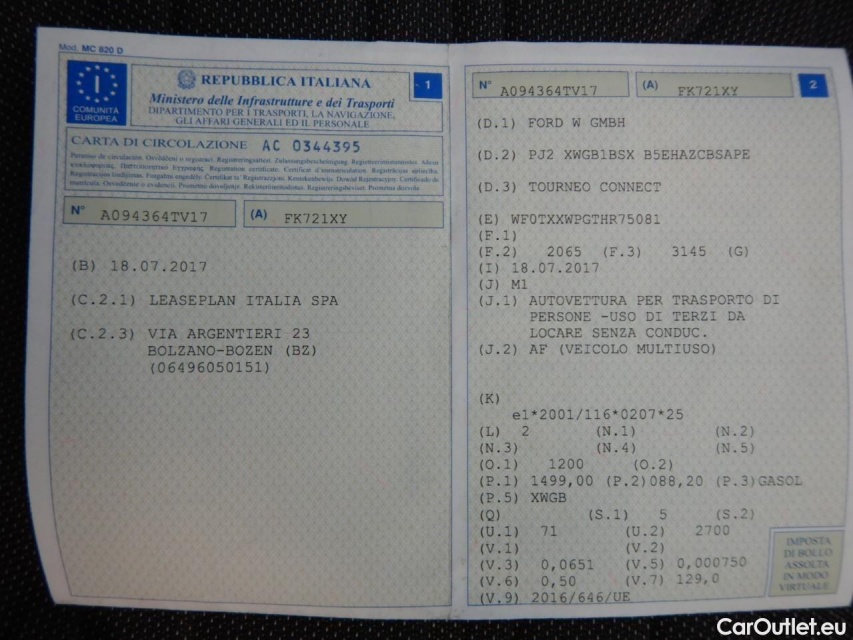 Mod. MC 820 D
I
COMUNITÀ
EUROPEA
REPUBBLICA ITALIANA
1
Ministero delle Infrastrutture e dei Trasporti
DIPARTIMENTO PER I TRASPORTI, LA NAVIGAZIONE,
GLI AFFARI GENERALI ED IL PERSONALE
CARTA DI CIRCOLAZIONE AC 0344395
N° A094364TV17 (A) FK721XY
(B) 18.07.2017
(C.2.1) LEASEPLAN ITALIA SPA
(C.2.3) VIA ARGENTIERI 23
BOLZANO-BOZEN (BZ)
(06496050151)
N° A094364TV17 (A) FK721XY 2
(D.1) FORD W GMBH
(D.2) PJ2 XWGB1BSX B5EHAZCBSAPE
(D.3) TOURNEO CONNECT
(E) WF0TXXWPGTHR75081
(F.1)
(F.2) 2065 (F.3) 3145 (G)
(I) 18.07.2017
(J) M1
(J.1) AUTOVETTURA PER TRASPORTO DI
PERSONE -USO DI TERZI DA
LOCARE SENZA CONDUC.
(J.2) AF (VEICOLO MULTIUSO)
(K)
e1*2001/116*0207*25
(L) 2 (N.1) (N.2)
(N.3) (N.4) (N.5)
(O.1) 1200 (O.2)
(P.1) 1499,00 (P.2)088,20 (P.3)GASOL
(P.5) XWGB
(Q) (S.1) 5 (S.2)
(U.1) 71 (U.2) 2700
(V.1) (V.2)
(V.3) 0,0651 (V.5) 0,000750
(V.6) 0,50 (V.7) 129,0
(V.9) 2016/646/UE
IMPOSTA
DI BOLLO
ASSOLTA
IN MODO
VIRTUALE
CarOutlet.eu